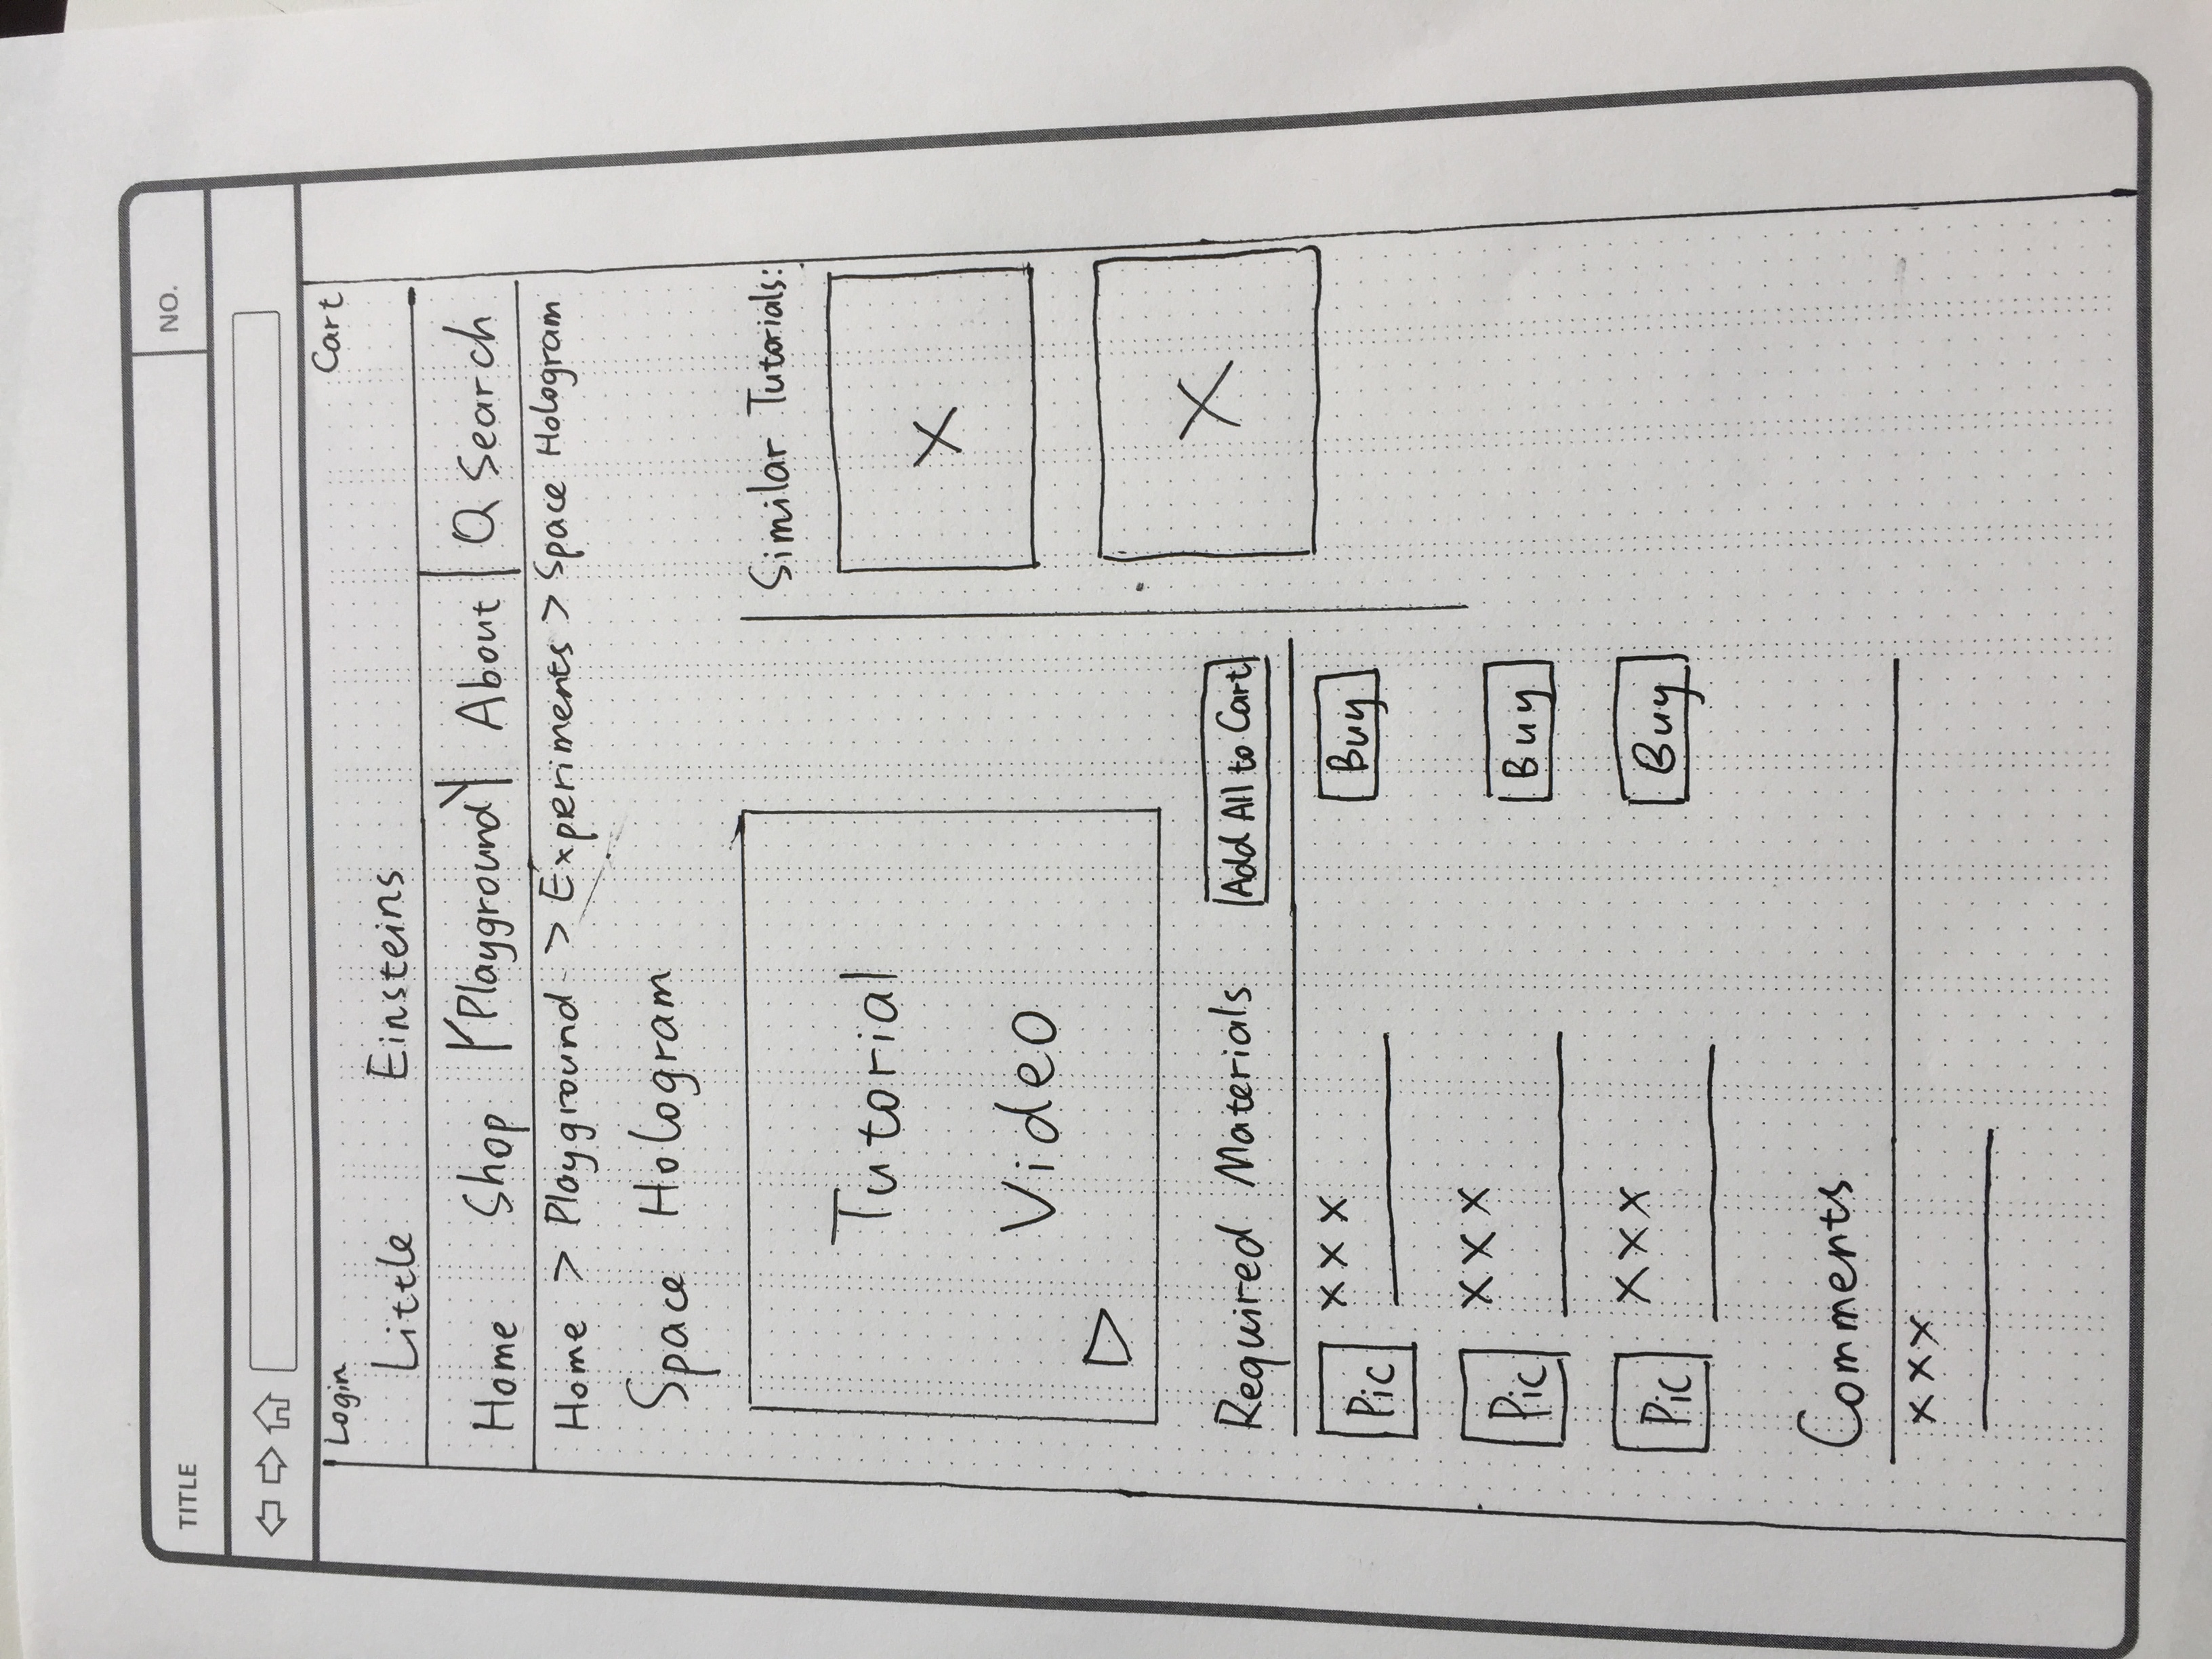 TITLE NO.
Login Cart
Little Einsteins
Home Shop Playground About Search
Home > Playground > Experiments > Space Hologram
Space Hologram
Similar Tutorials:
Tutorial
X
Video
X
Required Materials Add All to Cart
Pic XXX Buy
Pic XXX Buy
Pic XXX Buy
Comments
XXX